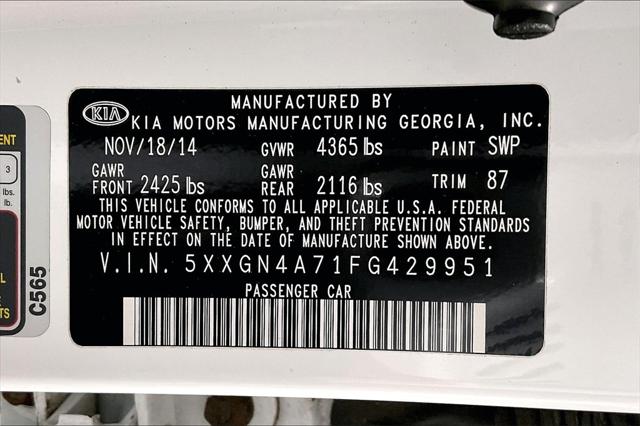 MANUFACTURED BY
KIA
KIA MOTORS MANUFACTURING GEORGIA, INC.
NOV/18/14 GVWR 4365 lbs PAINT SWP
GAWR FRONT 2425 lbs GAWR REAR 2116 lbs TRIM 87
THIS VEHICLE CONFORMS TO ALL APPLICABLE U.S.A. FEDERAL
MOTOR VEHICLE SAFETY, BUMPER, AND THEFT PREVENTION STANDARDS
IN EFFECT ON THE DATE OF MANUFACTURE SHOWN ABOVE.
V.I.N. 5XXGN4A71FG429951
PASSENGER CAR
3
lbs.
C565